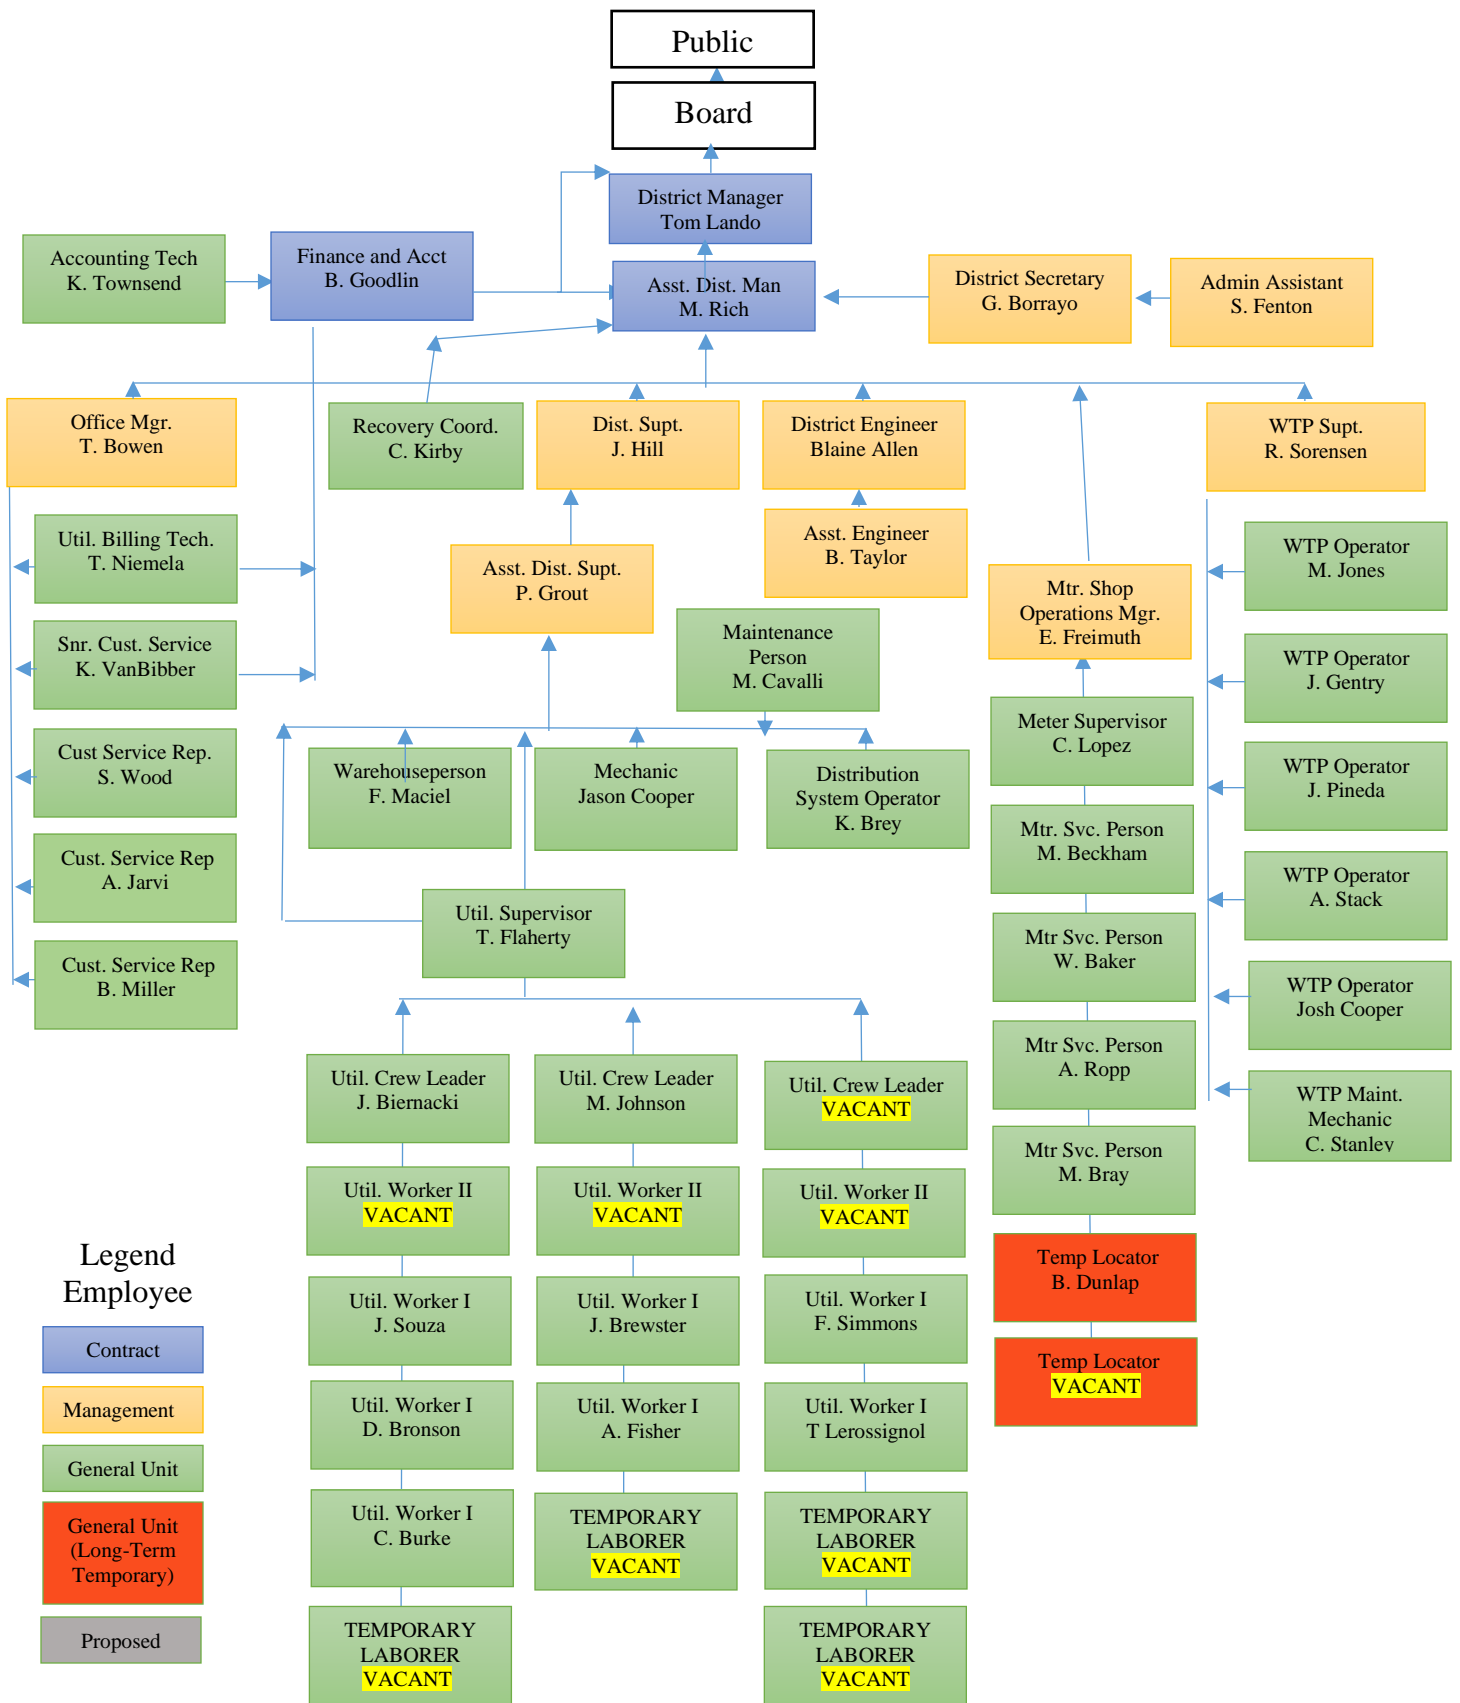 Public
Board
District Manager
Tom Lando
Accounting Tech
K. Townsend
Finance and Acct
B. Goodlin
Asst. Dist. Man
M. Rich
District Secretary
G. Borrayo
Admin Assistant
S. Fenton
Office Mgr.
T. Bowen
Recovery Coord.
C. Kirby
Dist. Supt.
J. Hill
District Engineer
Blaine Allen
WTP Supt.
R. Sorensen
Asst. Engineer
B. Taylor
Asst. Dist. Supt.
P. Grout
Mtr. Shop
Operations Mgr.
E. Freimuth
Maintenance
Person
M. Cavalli
Util. Billing Tech.
T. Niemela
Snr. Cust. Service
K. VanBibber
Cust Service Rep.
S. Wood
Cust. Service Rep
A. Jarvi
Cust. Service Rep
B. Miller
Warehouseperson
F. Maciel
Mechanic
Jason Cooper
Distribution
System Operator
K. Brey
Util. Supervisor
T. Flaherty
Util. Crew Leader
J. Biernacki
Util. Worker II
VACANT
Util. Worker I
J. Souza
Util. Worker I
D. Bronson
Util. Worker I
C. Burke
TEMPORARY
LABORER
VACANT
Util. Crew Leader
M. Johnson
Util. Worker II
VACANT
Util. Worker I
J. Brewster
Util. Worker I
A. Fisher
TEMPORARY
LABORER
VACANT
Util. Crew Leader
VACANT
Util. Worker II
VACANT
Util. Worker I
F. Simmons
Util. Worker I
T Lerossignol
TEMPORARY
LABORER
VACANT
TEMPORARY
LABORER
VACANT
Meter Supervisor
C. Lopez
Mtr. Svc. Person
M. Beckham
Mtr Svc. Person
W. Baker
Mtr Svc. Person
A. Ropp
Mtr Svc. Person
M. Bray
Temp Locator
B. Dunlap
Temp Locator
VACANT
WTP Operator
M. Jones
WTP Operator
J. Gentry
WTP Operator
J. Pineda
WTP Operator
A. Stack
WTP Operator
Josh Cooper
WTP Maint.
Mechanic
C. Stanley
Legend
Employee
Contract
Management
General Unit
General Unit
(Long-Term
Temporary)
Proposed